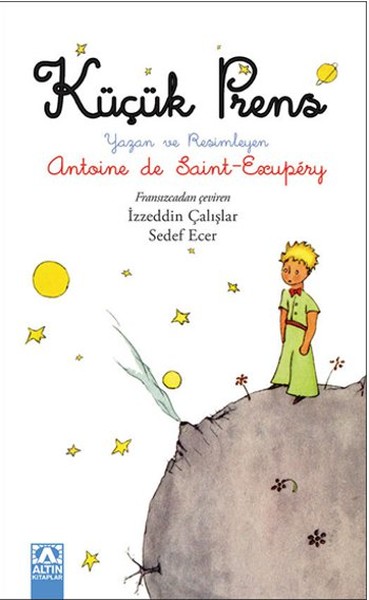 Küçük Prens
Yazan ve Resimleyen
Antoine de Saint-Exupéry
Fransızcadan çeviren
İzzeddin Çalışlar
Sedef Ecer
ALTIN
KİTAPLAR